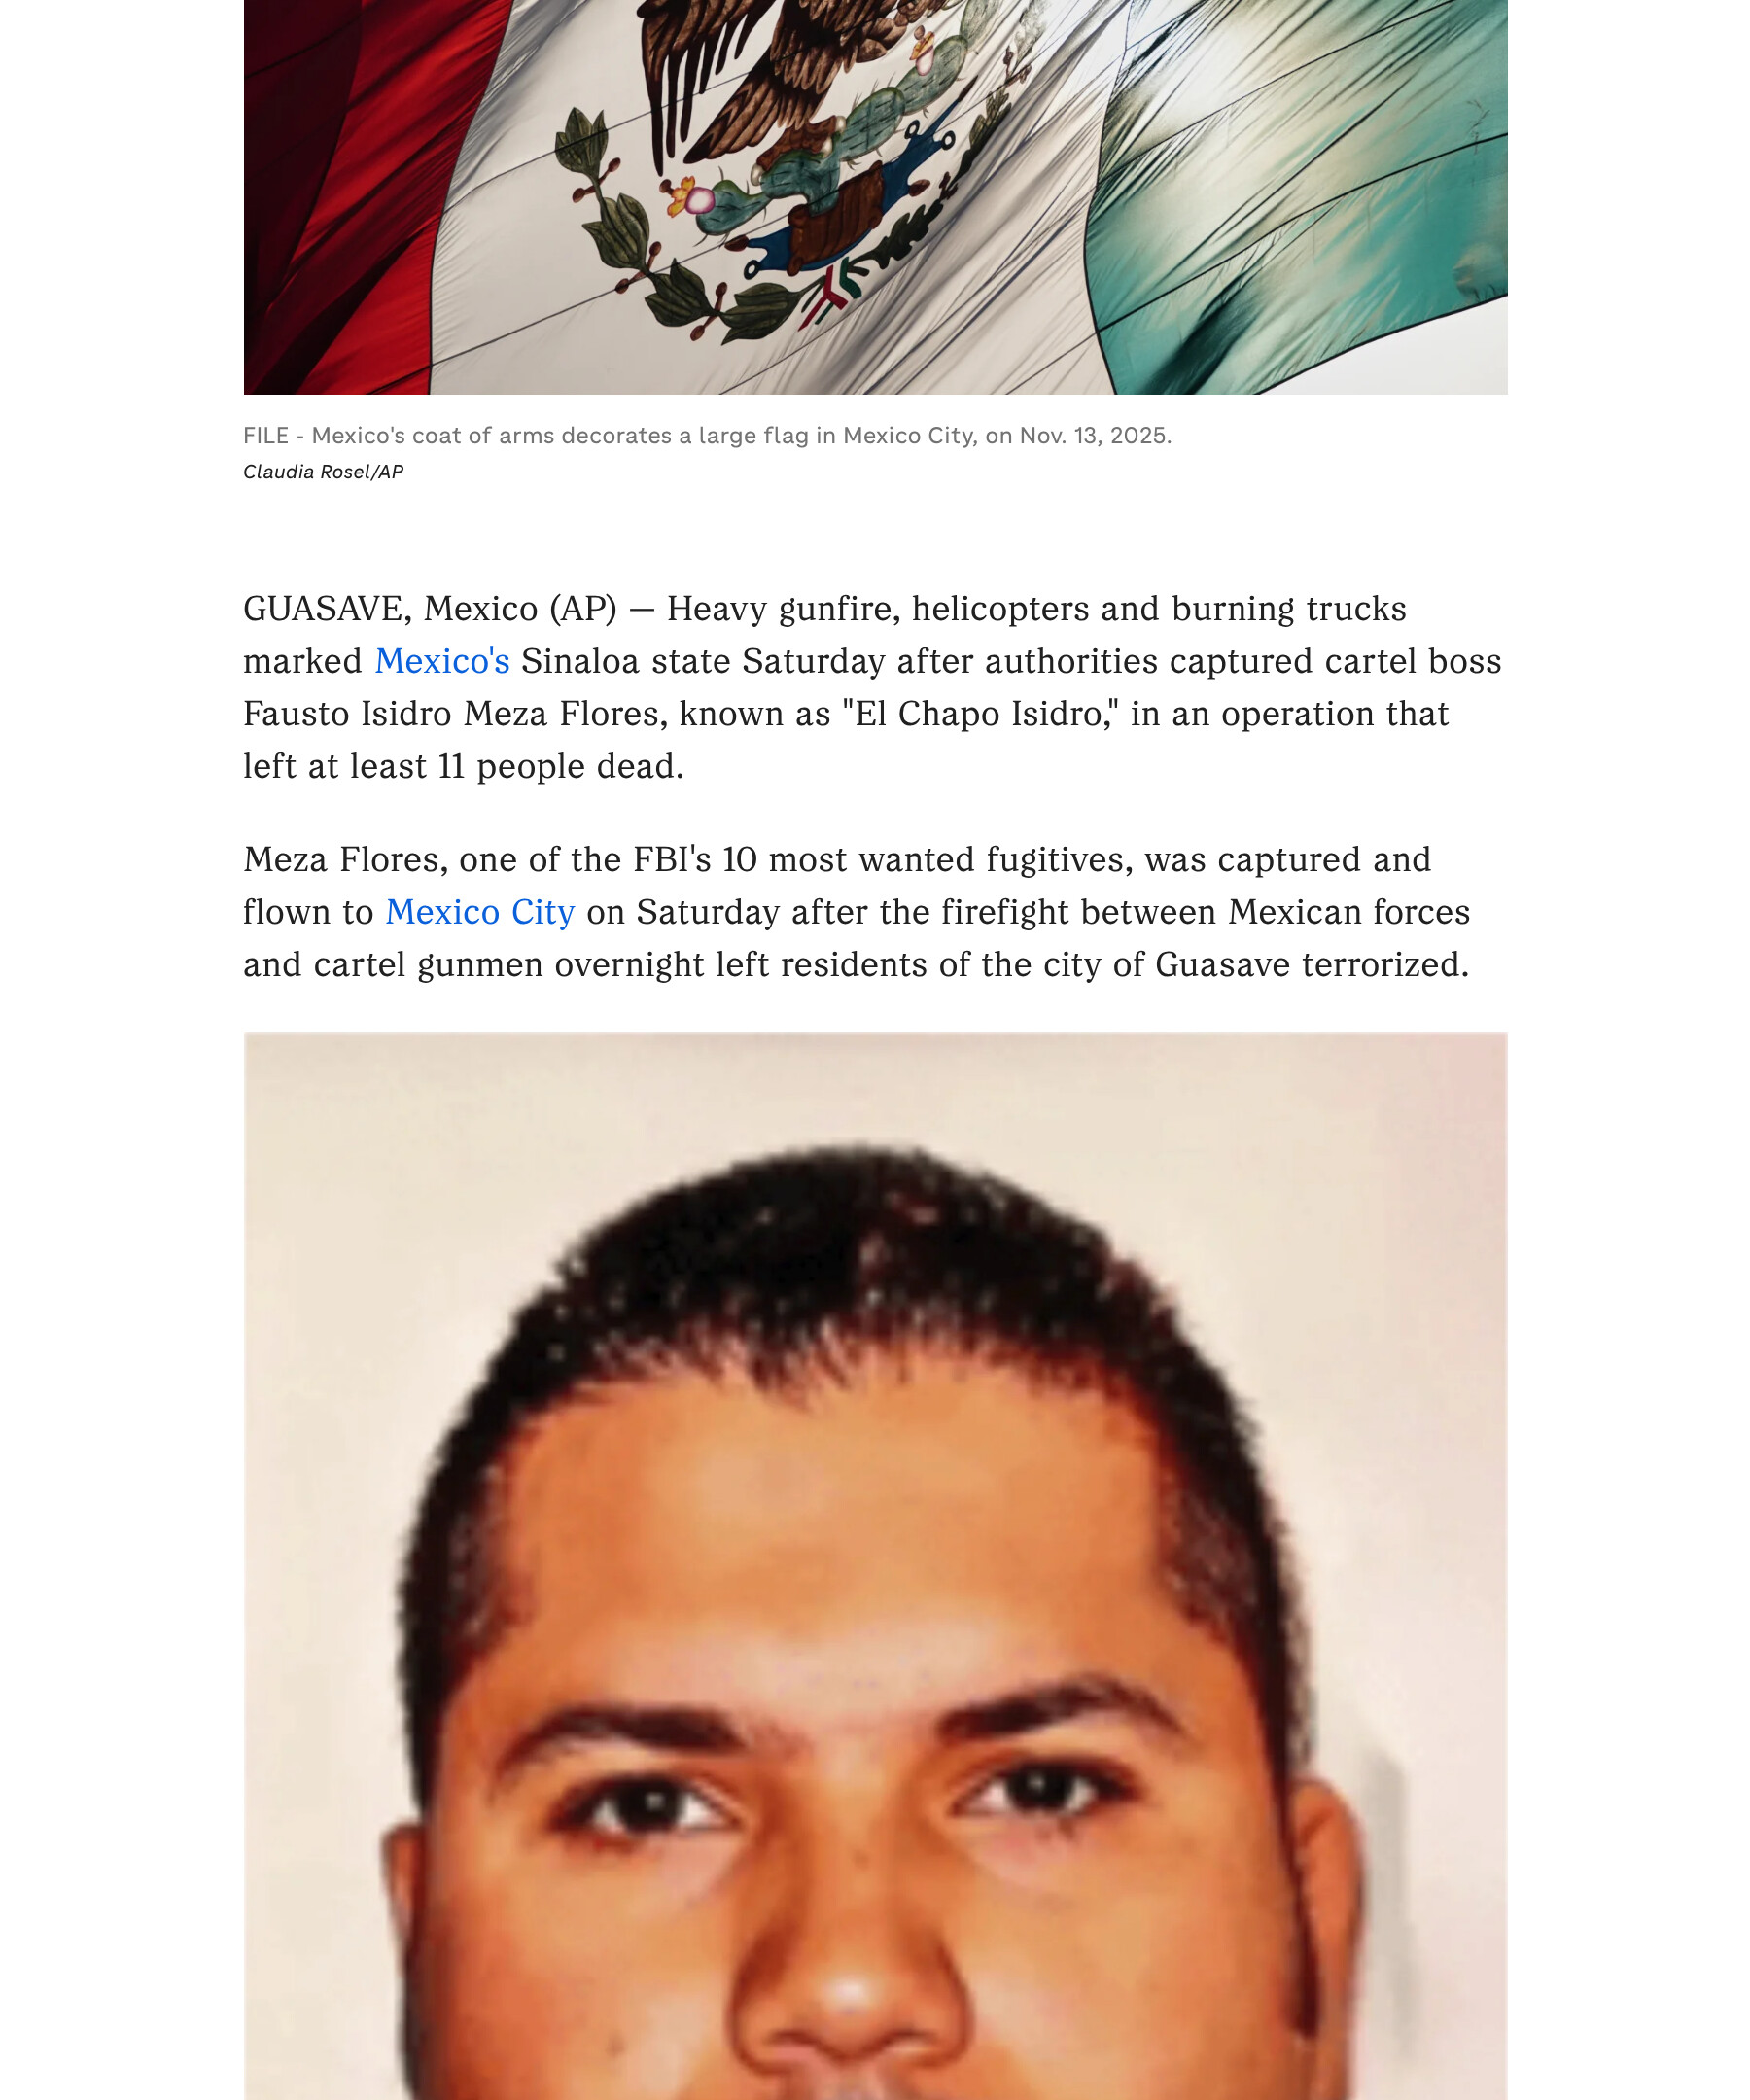 FILE - Mexico's coat of arms decorates a large flag in Mexico City, on Nov. 13, 2025.
Claudia Rosel/AP
GUASAVE, Mexico (AP) — Heavy gunfire, helicopters and burning trucks
marked Mexico's Sinaloa state Saturday after authorities captured cartel boss
Fausto Isidro Meza Flores, known as "El Chapo Isidro," in an operation that
left at least 11 people dead.
Meza Flores, one of the FBI's 10 most wanted fugitives, was captured and
flown to Mexico City on Saturday after the firefight between Mexican forces
and cartel gunmen overnight left residents of the city of Guasave terrorized.